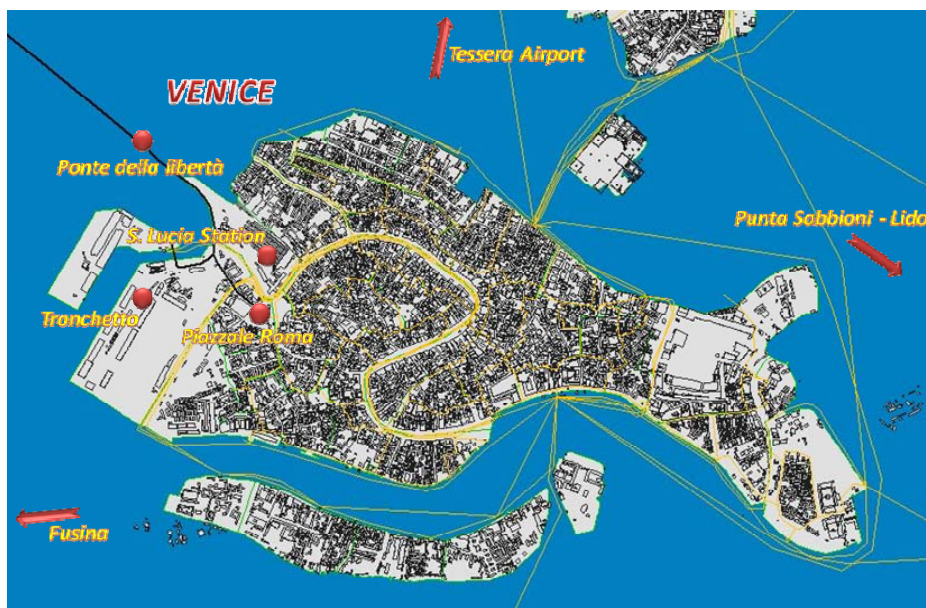 Tessera Airport
VENICE
Ponte della libertà
Punta Sabbioni - Lido
S. Lucia Station
Tronchetto
Piazzale Roma
Fusina